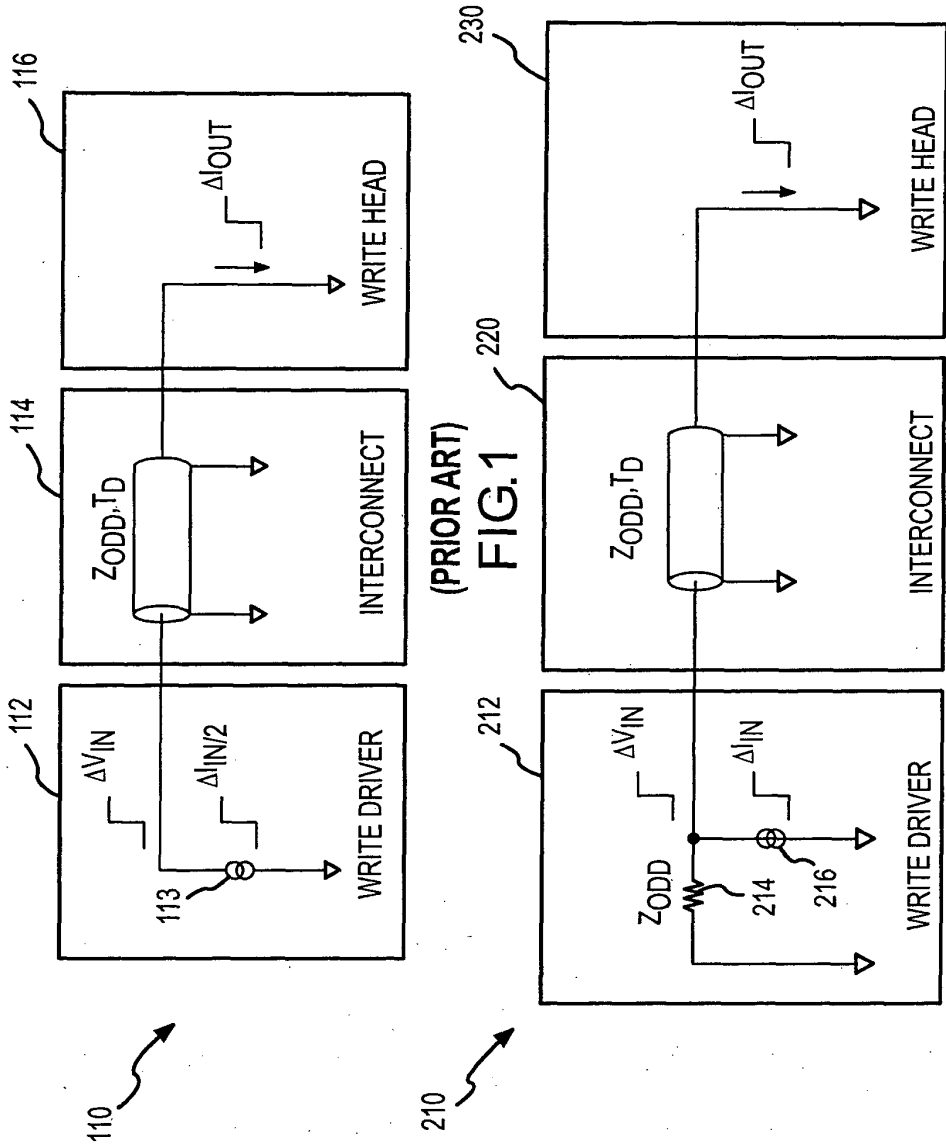 110
112
ΔV_IN
ΔI_IN/2
113
WRITE DRIVER
114
Z_ODD, T_D
INTERCONNECT
116
ΔI_OUT
WRITE HEAD
(PRIOR ART)
FIG. 1
210
212
Z_ODD
214
ΔV_IN
ΔI_IN
216
WRITE DRIVER
220
Z_ODD, T_D
INTERCONNECT
230
ΔI_OUT
WRITE HEAD